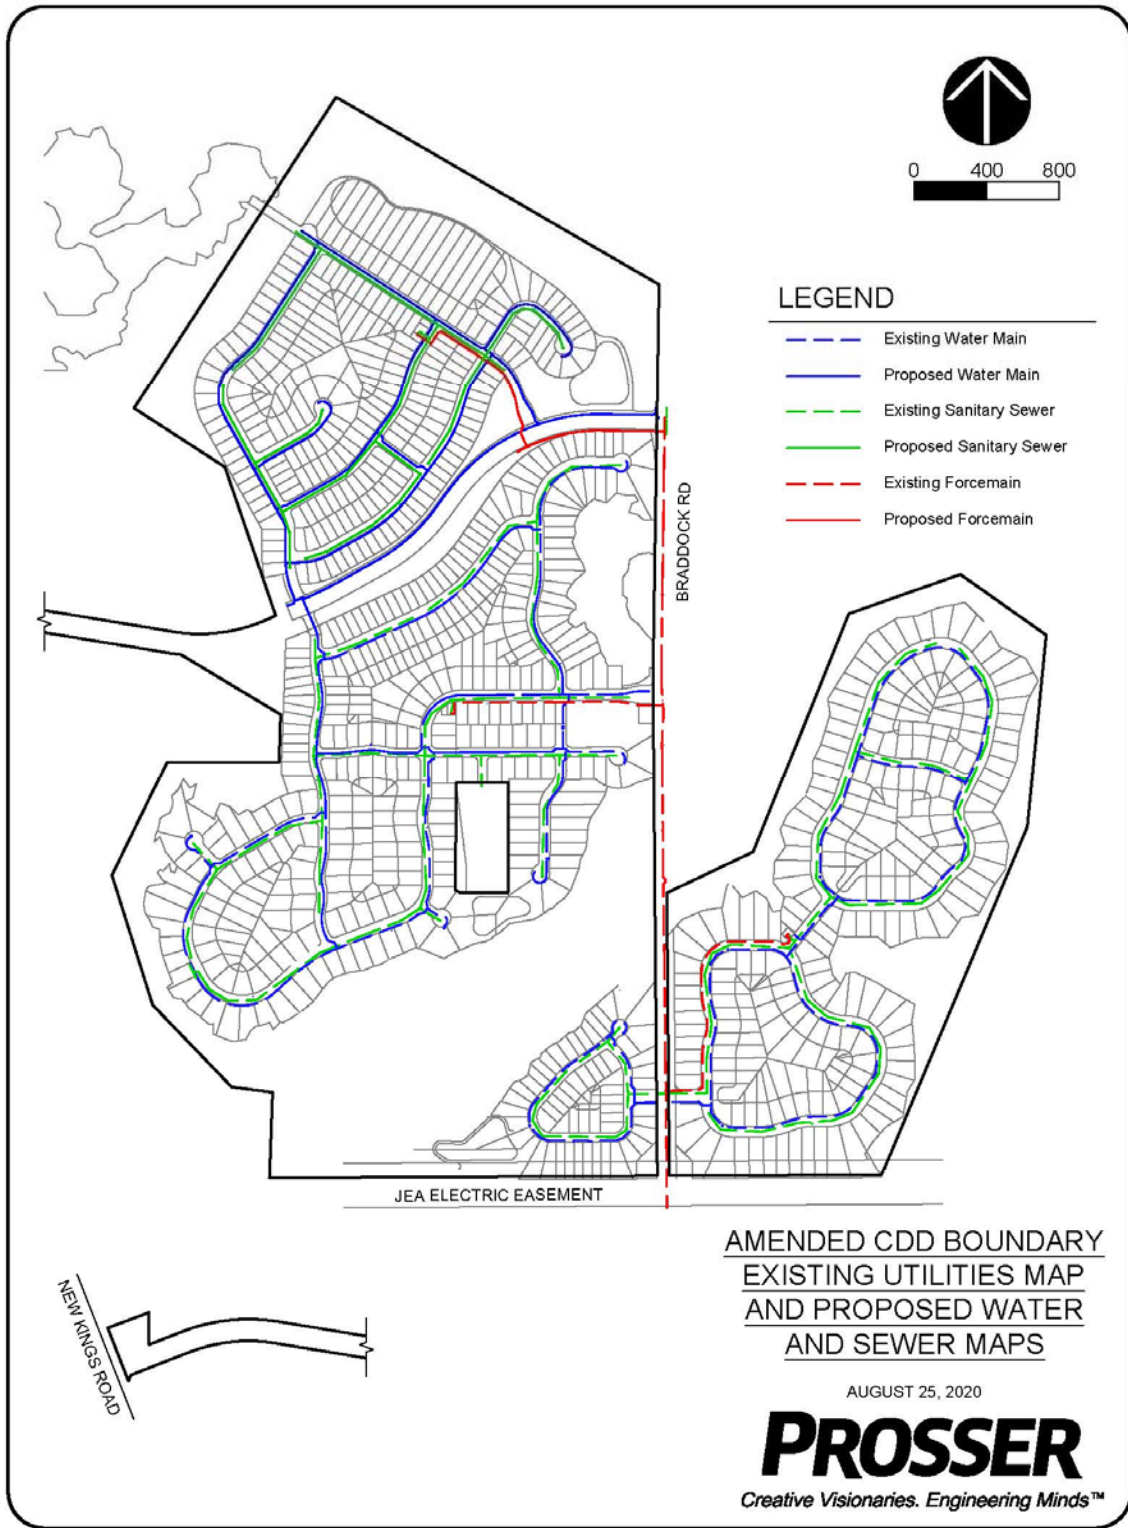 0 400 800
LEGEND
Existing Water Main
Proposed Water Main
Existing Sanitary Sewer
Proposed Sanitary Sewer
Existing Forcemain
Proposed Forcemain
BRADDOCK RD
JEA ELECTRIC EASEMENT
NEW KINGS ROAD
AMENDED CDD BOUNDARY
EXISTING UTILITIES MAP
AND PROPOSED WATER
AND SEWER MAPS
AUGUST 25, 2020
PROSSER
Creative Visionaries. Engineering Minds™